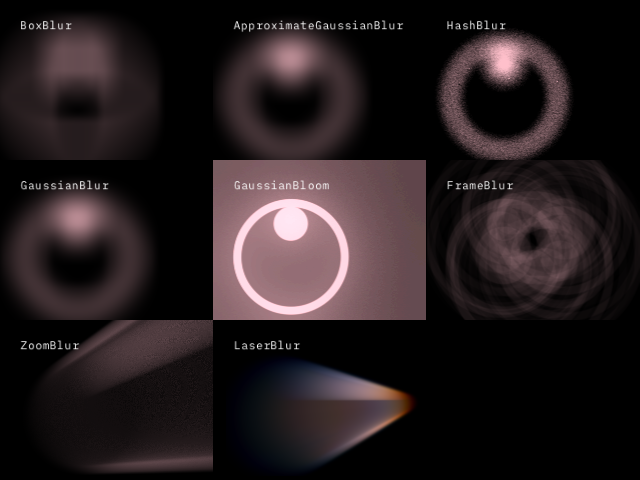 BoxBlur
ApproximateGaussianBlur
HashBlur
GaussianBlur
GaussianBloom
FrameBlur
ZoomBlur
LaserBlur